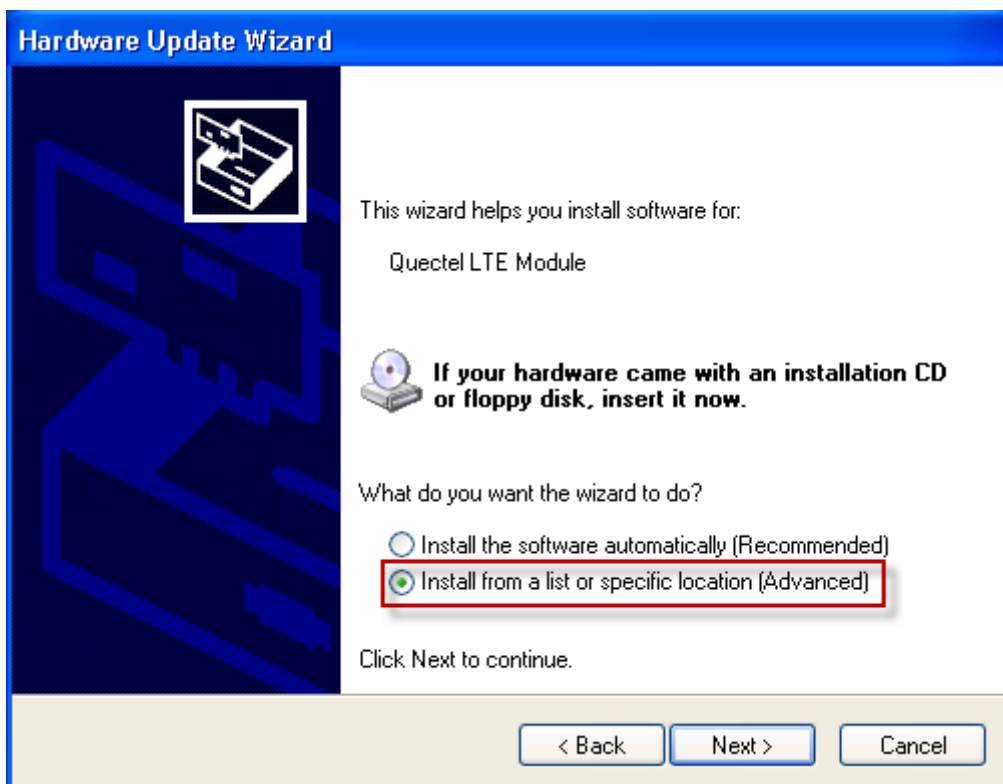 Hardware Update Wizard
This wizard helps you install software for:
Quectel LTE Module
If your hardware came with an installation CD
or floppy disk, insert it now.
What do you want the wizard to do?
Install the software automatically (Recommended)
Install from a list or specific location (Advanced)
Click Next to continue.
< Back
Next >
Cancel